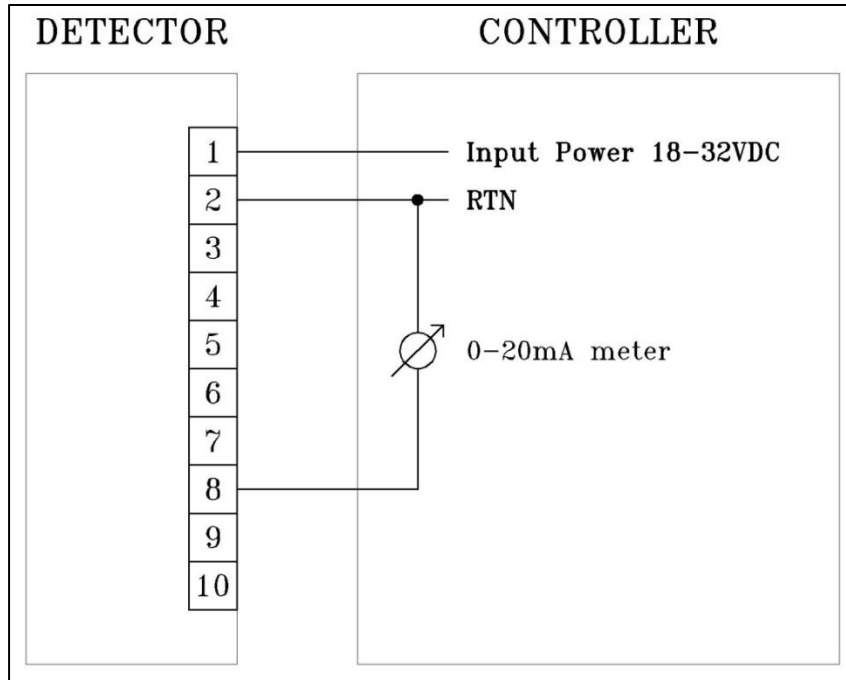 DETECTOR CONTROLLER
1 Input Power 18-32VDC
2 RTN
3
4
5 0-20mA meter
6
7
8
9
10